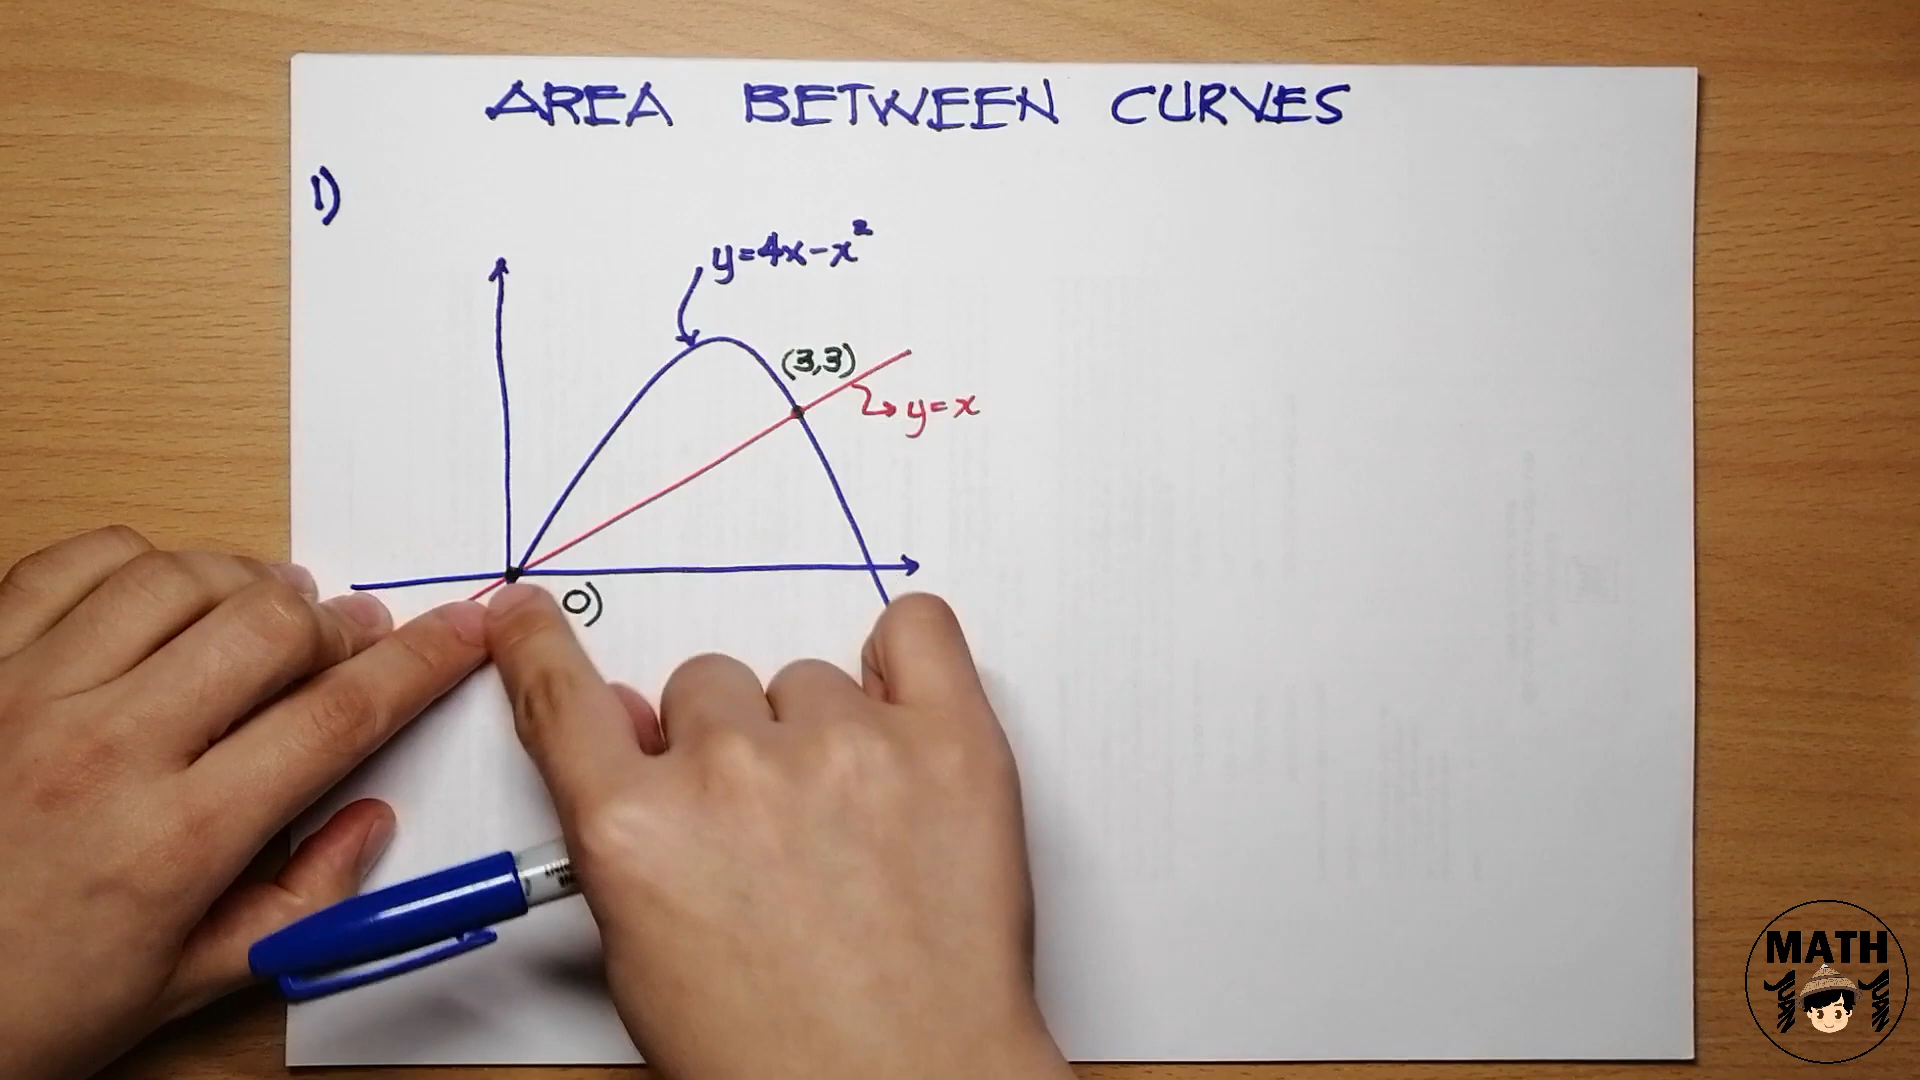 AREA BETWEEN CURVES
1)
y=4x-x²
(3,3)
y=x
0)
MATH